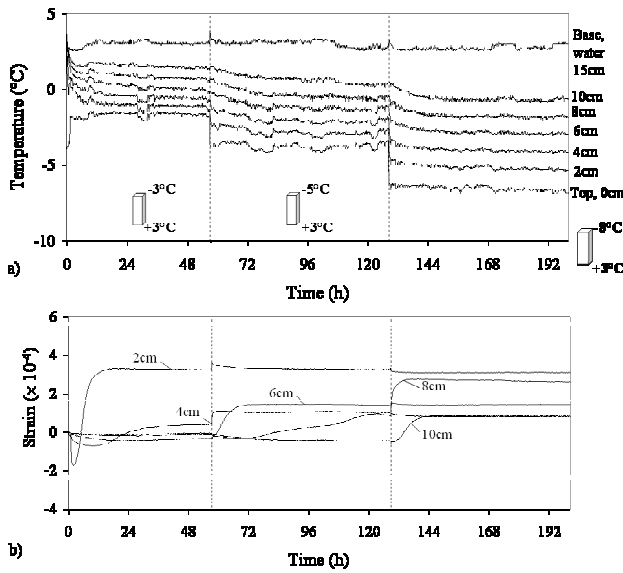 5
0
-5
-10
Temperature (°C)
Base,
water
15cm
10cm
8cm
6cm
4cm
2cm
Top, 0cm
-3°C
+3°C
-5°C
+3°C
+3°C
0 24 48 72 96 120 144 168 192
Time (h)
a)
6
4
2
0
-2
-4
Strain (x 10⁻⁴)
2cm
4cm
6cm
8cm
10cm
0 24 48 72 96 120 144 168 192
Time (h)
b)